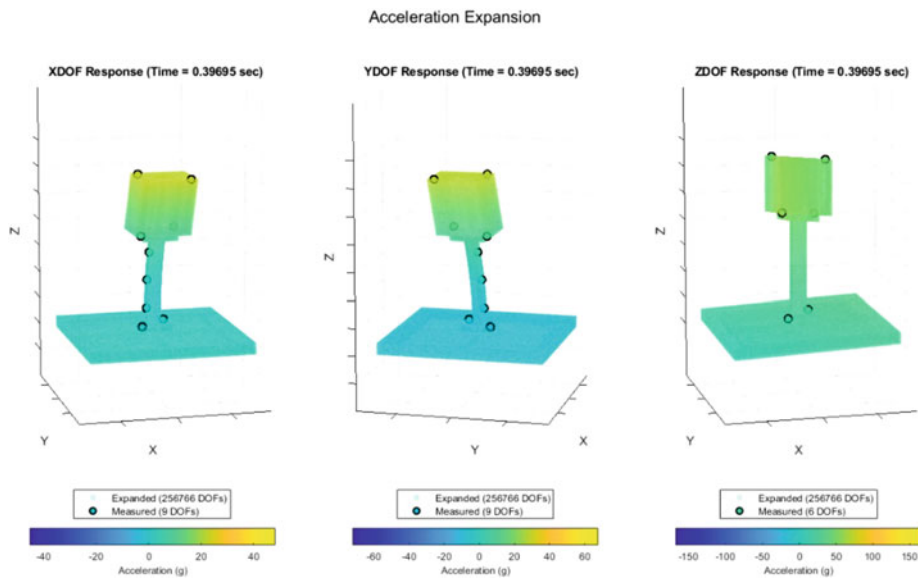 Acceleration Expansion
XDOF Response (Time = 0.39695 sec)
Z
Y
X
Expanded (256766 DOFs)
Measured (9 DOFs)
-40 -20 0 20 40
Acceleration (g)
YDOF Response (Time = 0.39695 sec)
Z
Y
X
Expanded (256766 DOFs)
Measured (9 DOFs)
-60 -40 -20 0 20 40 60
Acceleration (g)
ZDOF Response (Time = 0.39695 sec)
Z
Y
X
Expanded (256766 DOFs)
Measured (6 DOFs)
-150 -100 -50 0 50 100 150
Acceleration (g)